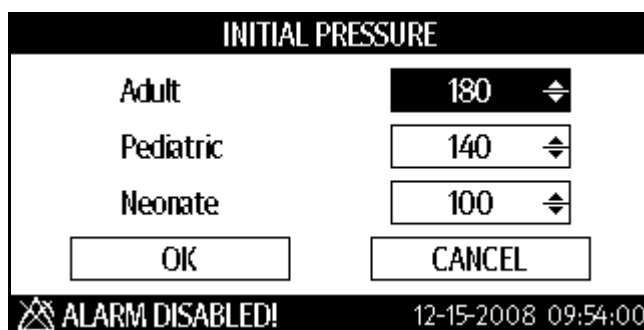 INITIAL PRESSURE
Adult 180
Pediatric 140
Neonate 100
OK CANCEL
ALARM DISABLED! 12-15-2008 09:54:00